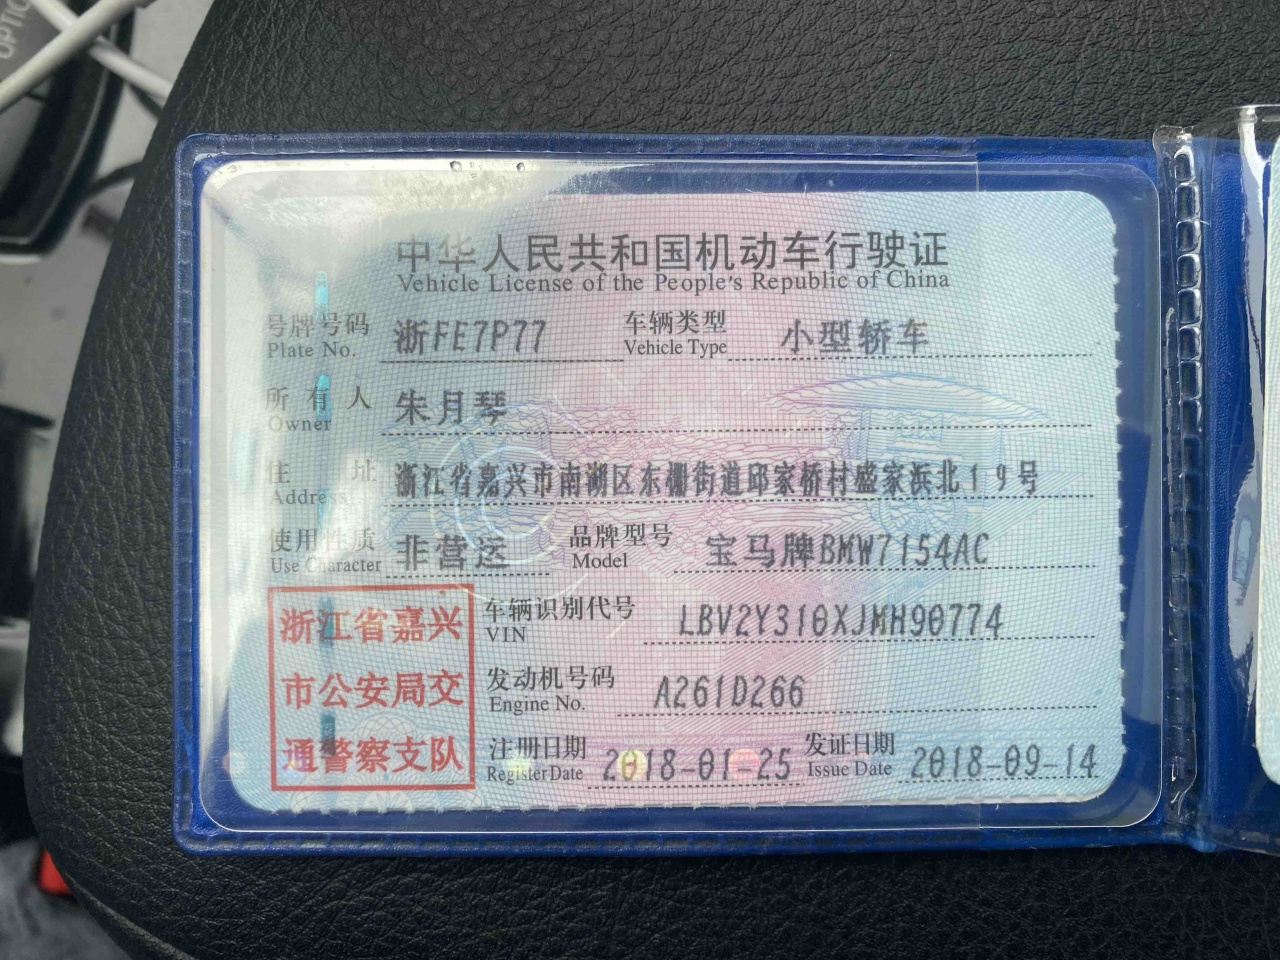 OPTIC
中华人民共和国机动车行驶证
Vehicle License of the People's Republic of China
号牌号码 浙FE7P77 车辆类型 小型轿车
Plate No. Vehicle Type
所有人 朱月琴
Owner
住址 浙江省嘉兴市南湖区东栅街道邱家桥村盛家浜北19号
Address
使用性质 非营运 品牌型号 宝马牌BMW7154AC
Use Character Model
浙江省嘉兴
市公安局交
通警察支队
车辆识别代号 LBV2Y310XJMH90774
VIN
发动机号码 A261D266
Engine No.
注册日期 2018-01-25 发证日期 2018-09-14
Register Date Issue Date